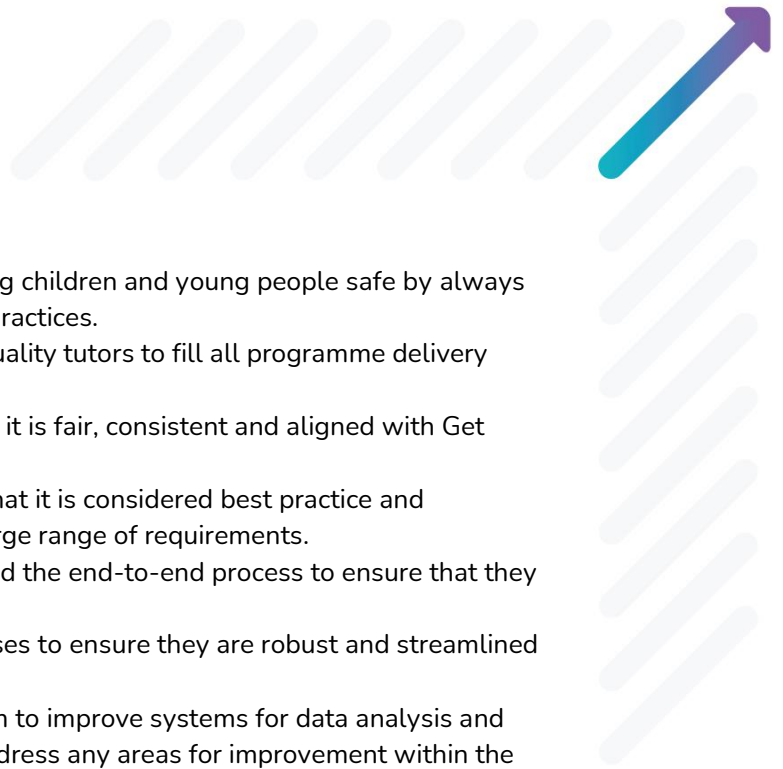 g children and young people safe by always
ractices.
uality tutors to fill all programme delivery
it is fair, consistent and aligned with Get
hat it is considered best practice and
rge range of requirements.
d the end-to-end process to ensure that they
ses to ensure they are robust and streamlined
n to improve systems for data analysis and
dress any areas for improvement within the